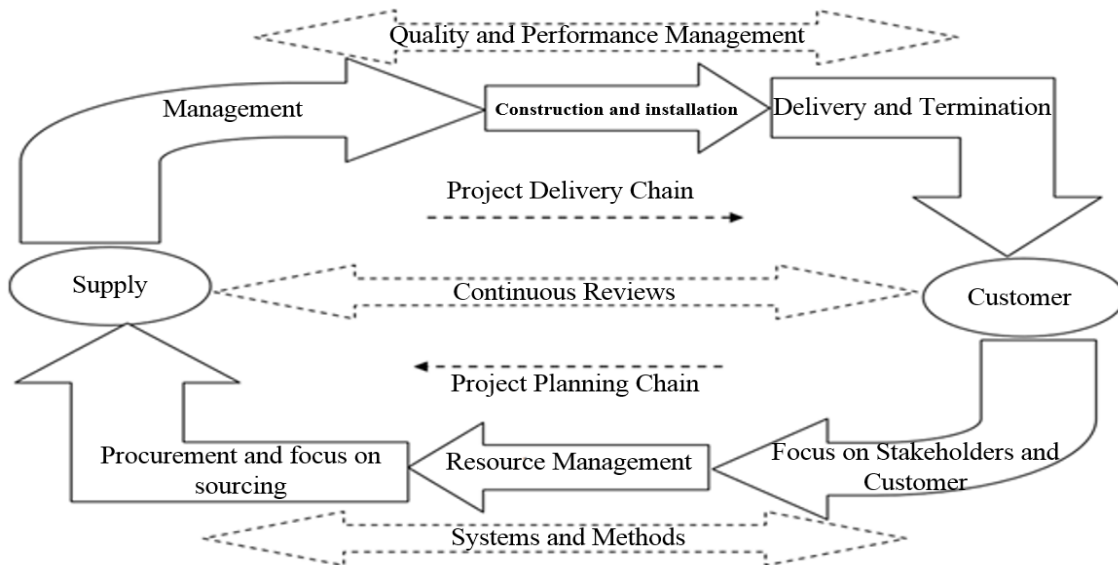 Quality and Performance Management
Management
Construction and installation
Delivery and Termination
Project Delivery Chain
Supply
Continuous Reviews
Customer
Project Planning Chain
Procurement and focus on
sourcing
Resource Management
Focus on Stakeholders and
Customer
Systems and Methods